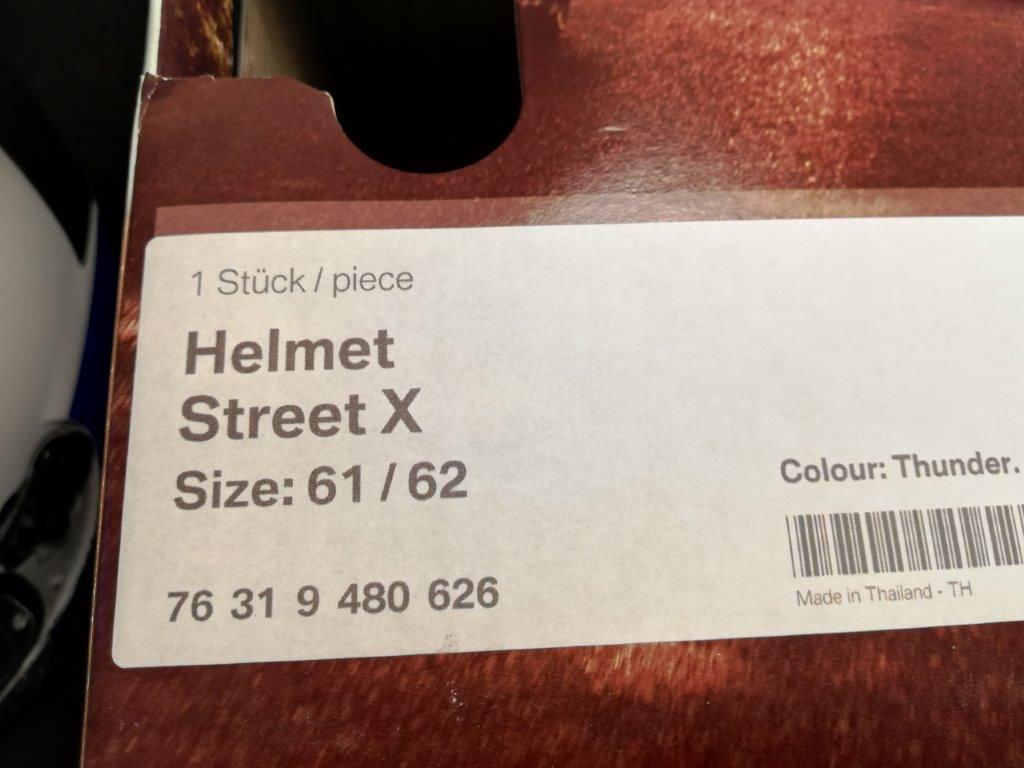 1 Stück / piece
Helmet
Street X
Size: 61 / 62
Colour: Thunder.
76 31 9 480 626
Made in Thailand - TH